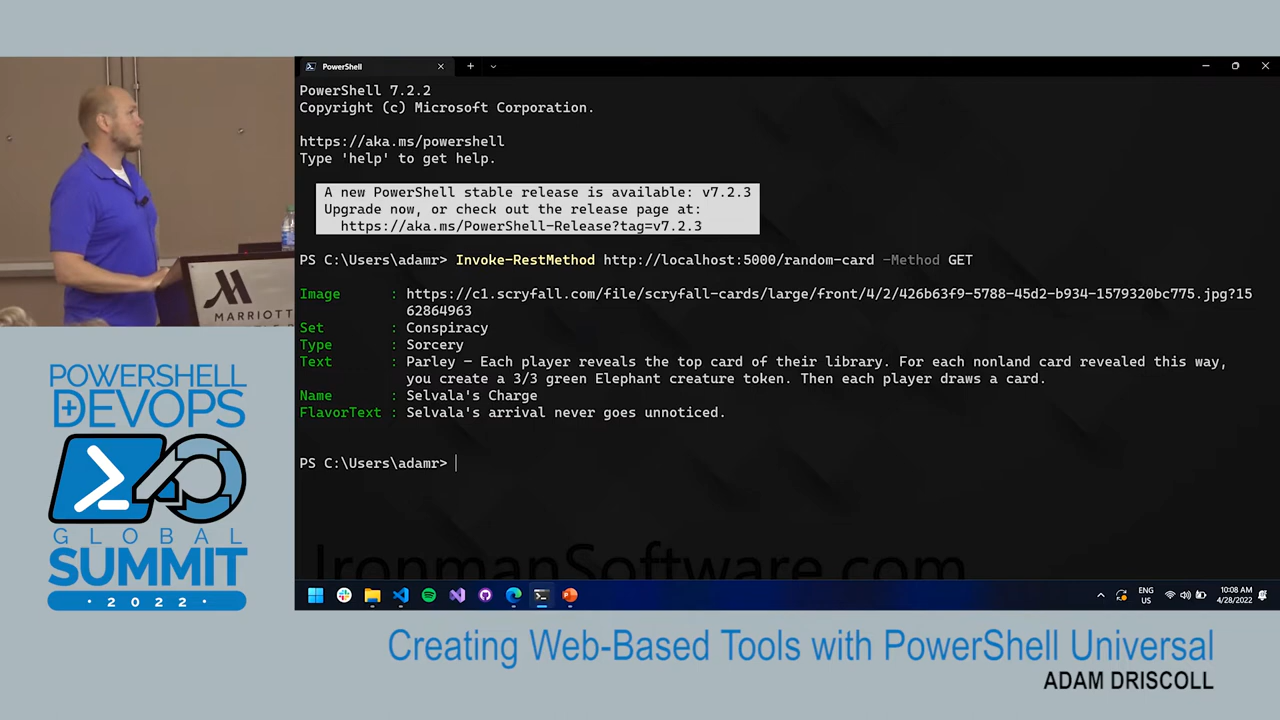 PowerShell
PowerShell 7.2.2
Copyright (c) Microsoft Corporation.
https://aka.ms/powershell
Type 'help' to get help.
A new PowerShell stable release is available: v7.2.3
Upgrade now, or check out the release page at:
https://aka.ms/PowerShell-Release?tag=v7.2.3
PS C:\Users\adamr> Invoke-RestMethod http://localhost:5000/random-card -Method GET
Image : https://c1.scryfall.com/file/scryfall-cards/large/front/4/2/426b63f9-5788-45d2-b934-1579320bc775.jpg?15
62864963
Set : Conspiracy
Type : Sorcery
Text : Parley — Each player reveals the top card of their library. For each nonland card revealed this way,
you create a 3/3 green Elephant creature token. Then each player draws a card.
Name : Selvala's Charge
FlavorText : Selvala's arrival never goes unnoticed.
PS C:\Users\adamr>
IronmanSoftware.com
ENG
US
10:08 AM
4/28/2022
MARRIOTT
POWERSHELL
+DEVOPS
GLOBAL
SUMMIT
· 2022 ·
Creating Web-Based Tools with PowerShell Universal
ADAM DRISCOLL